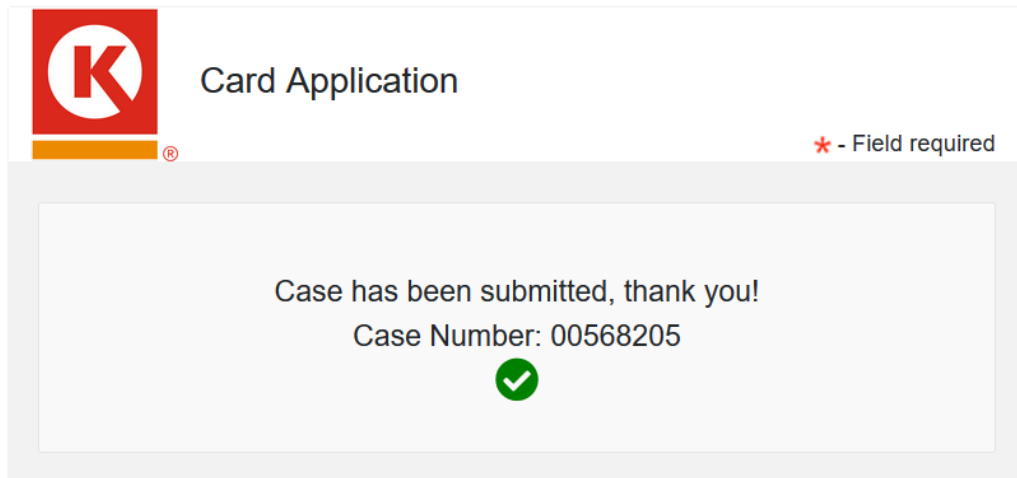 K
®
Card Application
* - Field required
Case has been submitted, thank you!
Case Number: 00568205